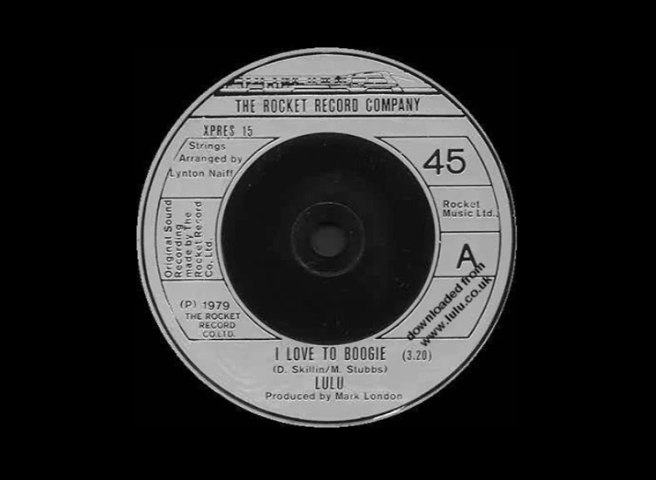 THE ROCKET RECORD COMPANY
XPRES 15
Strings
Arranged by
Lynton Naiff
45
Rocket
Music Ltd.
Original Sound
Recording
made by The
Rocket Record
Co. Ltd.
A
downloaded from
www.lulu.co.uk
(P) 1979
THE ROCKET
RECORD
CO.LTD.
I LOVE TO BOOGIE (3.20)
(D. Skillin/M. Stubbs)
LULU
Produced by Mark London